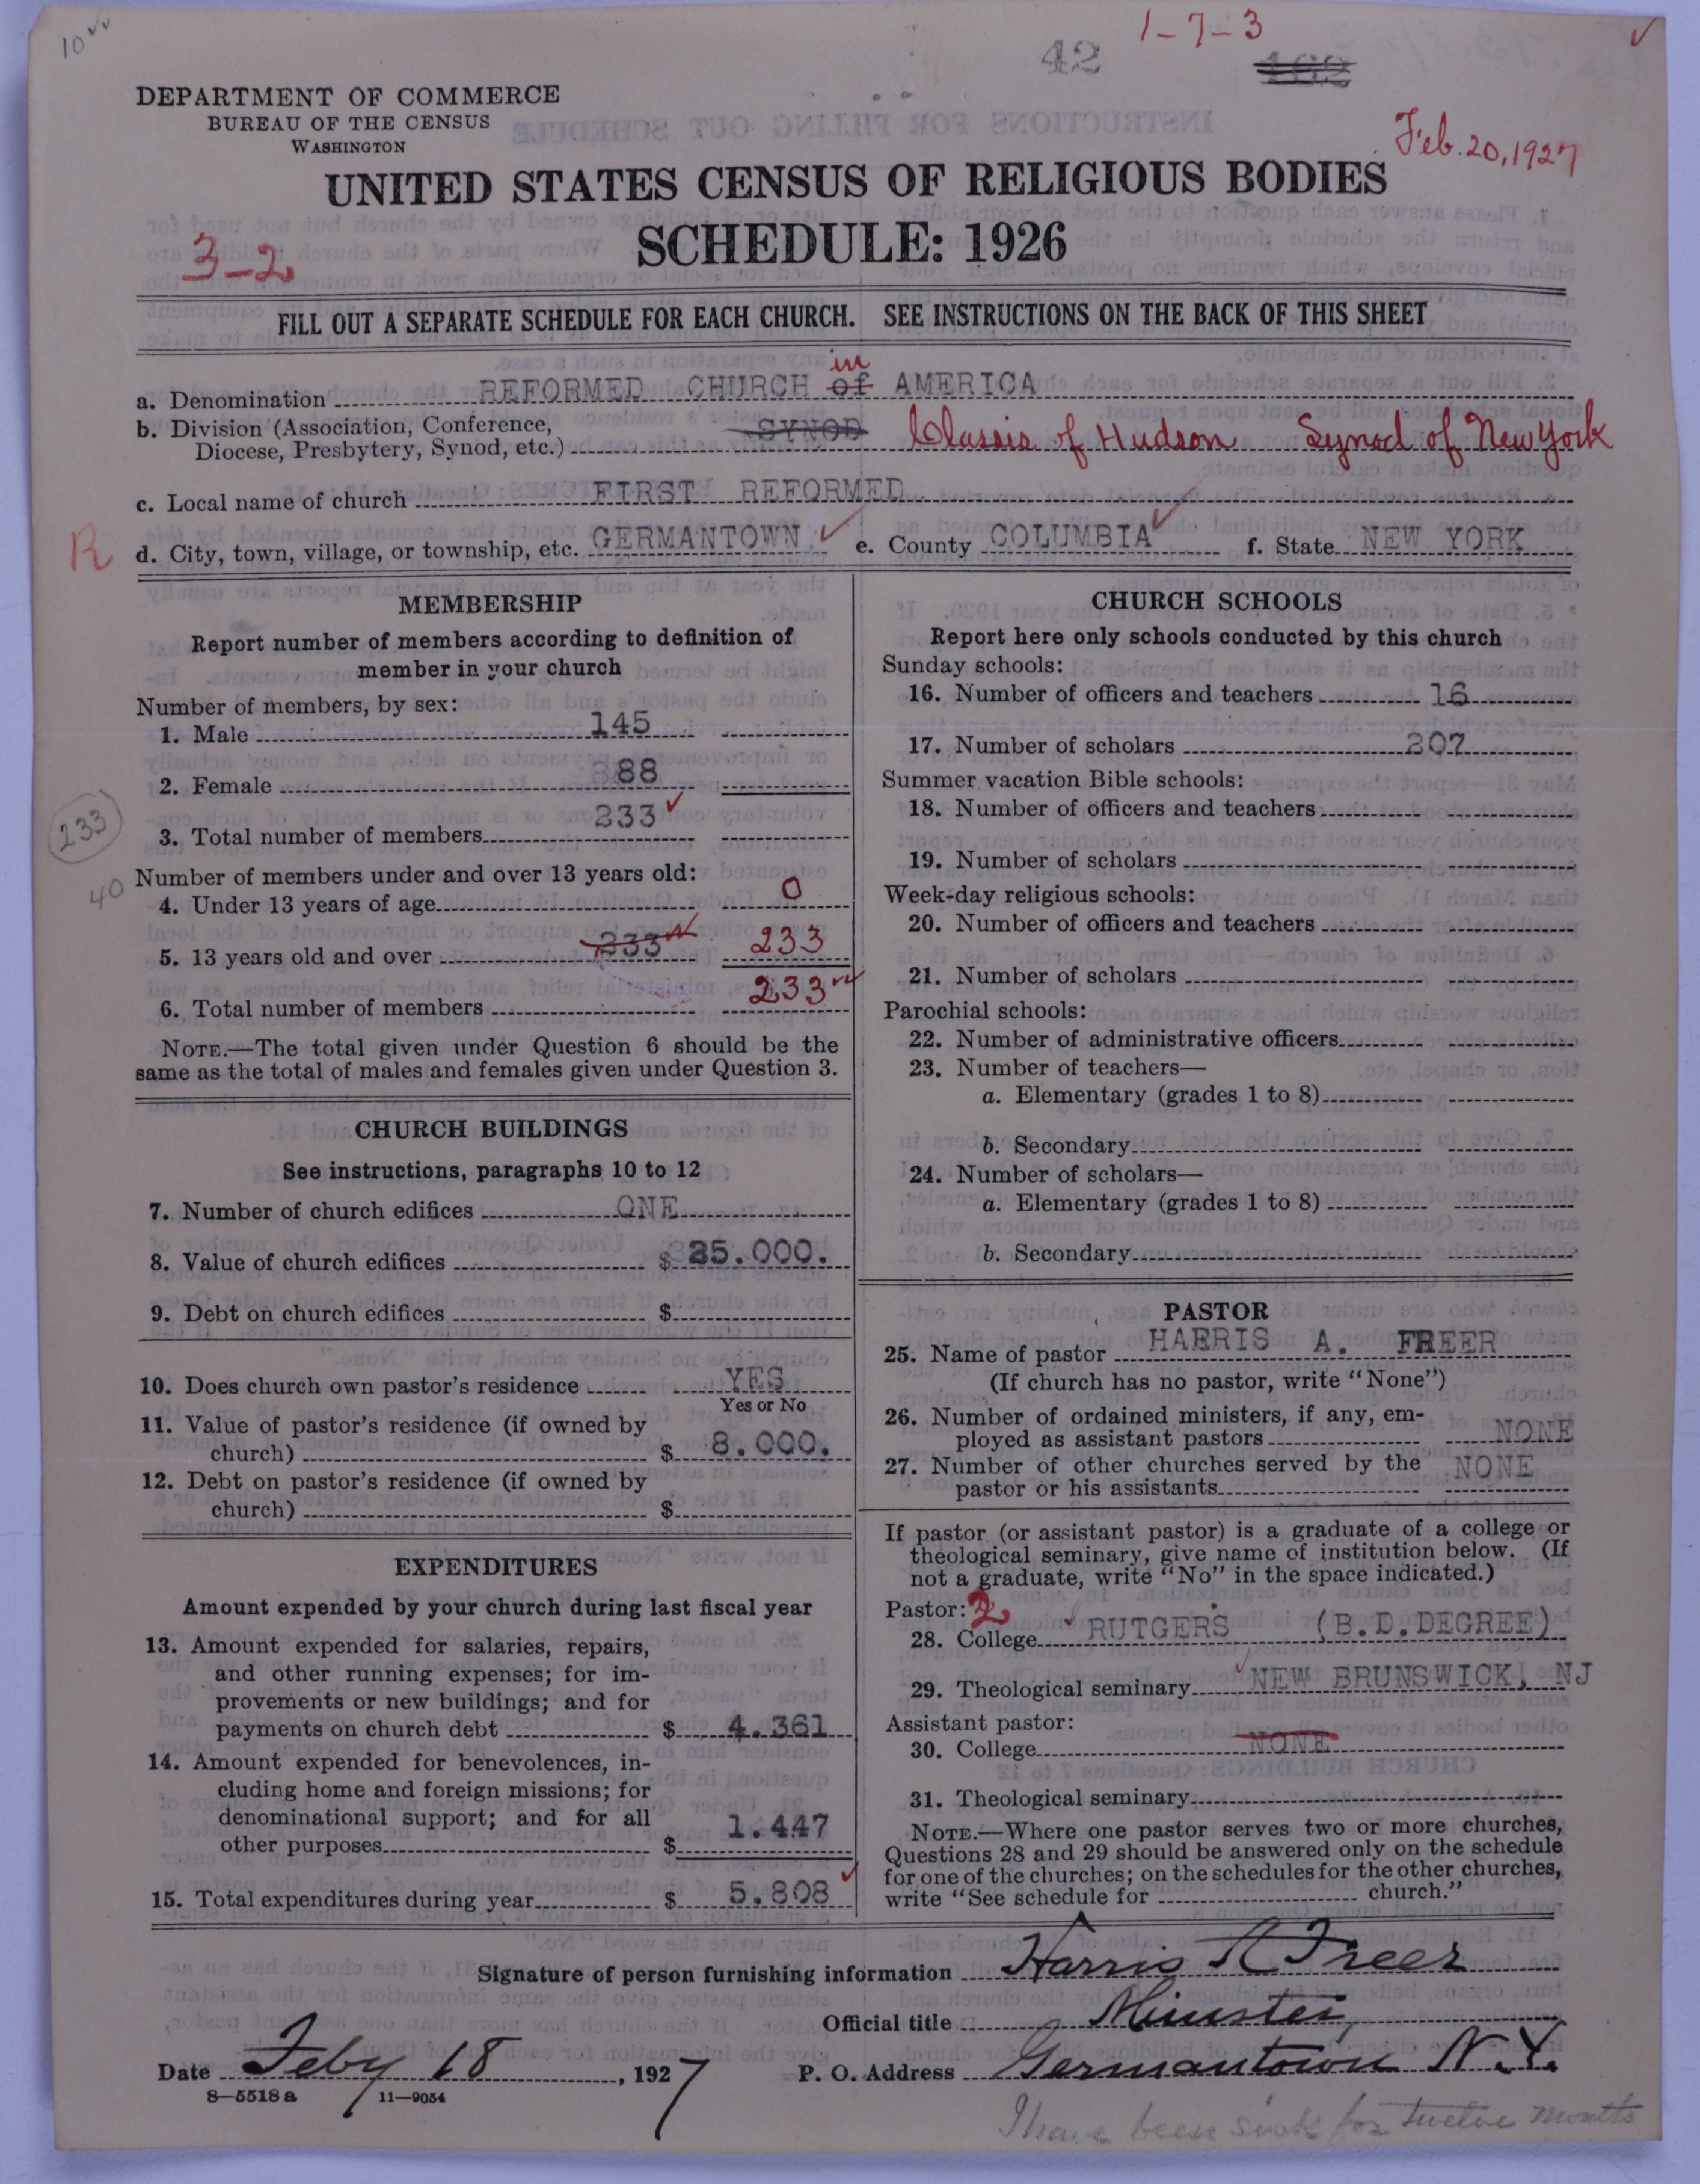 10
1-7-3
42
DEPARTMENT OF COMMERCE
BUREAU OF THE CENSUS
WASHINGTON
Feb. 20, 1927
UNITED STATES CENSUS OF RELIGIOUS BODIES
SCHEDULE: 1926
3-2
FILL OUT A SEPARATE SCHEDULE FOR EACH CHURCH. SEE INSTRUCTIONS ON THE BACK OF THIS SHEET
a. Denomination REFORMED CHURCH of in AMERICA
b. Division (Association, Conference, Diocese, Presbytery, Synod, etc.) SYNOD Classis of Hudson Synod of New York
c. Local name of church FIRST REFORMED
R
d. City, town, village, or township, etc. GERMANTOWN e. County COLUMBIA f. State NEW YORK
MEMBERSHIP
Report number of members according to definition of
member in your church
Number of members, by sex:
1. Male 145
2. Female 88
3. Total number of members 233
233
Number of members under and over 13 years old:
40
4. Under 13 years of age 0
5. 13 years old and over 233 233
6. Total number of members 233
NOTE.—The total given under Question 6 should be the
same as the total of males and females given under Question 3.
CHURCH BUILDINGS
See instructions, paragraphs 10 to 12
7. Number of church edifices ONE
8. Value of church edifices $ 35.000.
9. Debt on church edifices $
10. Does church own pastor's residence YES
Yes or No
11. Value of pastor's residence (if owned by
church) $ 8.000.
12. Debt on pastor's residence (if owned by
church) $
EXPENDITURES
Amount expended by your church during last fiscal year
13. Amount expended for salaries, repairs,
and other running expenses; for im-
provements or new buildings; and for
payments on church debt $ 4.361
14. Amount expended for benevolences, in-
cluding home and foreign missions; for
denominational support; and for all
other purposes $ 1.447
15. Total expenditures during year $ 5.808
CHURCH SCHOOLS
Report here only schools conducted by this church
Sunday schools:
16. Number of officers and teachers 16
17. Number of scholars 207
Summer vacation Bible schools:
18. Number of officers and teachers
19. Number of scholars
Week-day religious schools:
20. Number of officers and teachers
21. Number of scholars
Parochial schools:
22. Number of administrative officers
23. Number of teachers—
a. Elementary (grades 1 to 8)
b. Secondary
24. Number of scholars—
a. Elementary (grades 1 to 8)
b. Secondary
PASTOR
25. Name of pastor HARRIS A. FREER
(If church has no pastor, write "None")
26. Number of ordained ministers, if any, em-
ployed as assistant pastors NONE
27. Number of other churches served by the
pastor or his assistants NONE
If pastor (or assistant pastor) is a graduate of a college or
theological seminary, give name of institution below. (If
not a graduate, write "No" in the space indicated.)
Pastor: 2
28. College RUTGERS (B.D.DEGREE)
29. Theological seminary NEW BRUNSWICK, NJ
Assistant pastor:
30. College NONE
31. Theological seminary
NOTE.—Where one pastor serves two or more churches,
Questions 28 and 29 should be answered only on the schedule
for one of the churches; on the schedules for the other churches,
write "See schedule for church."
Signature of person furnishing information Harris A Freer
Official title Minister,
Date Feby 18, 1927 P. O. Address Germantown N.Y.
8—5518 a 11—9054
I have been sick for twelve months